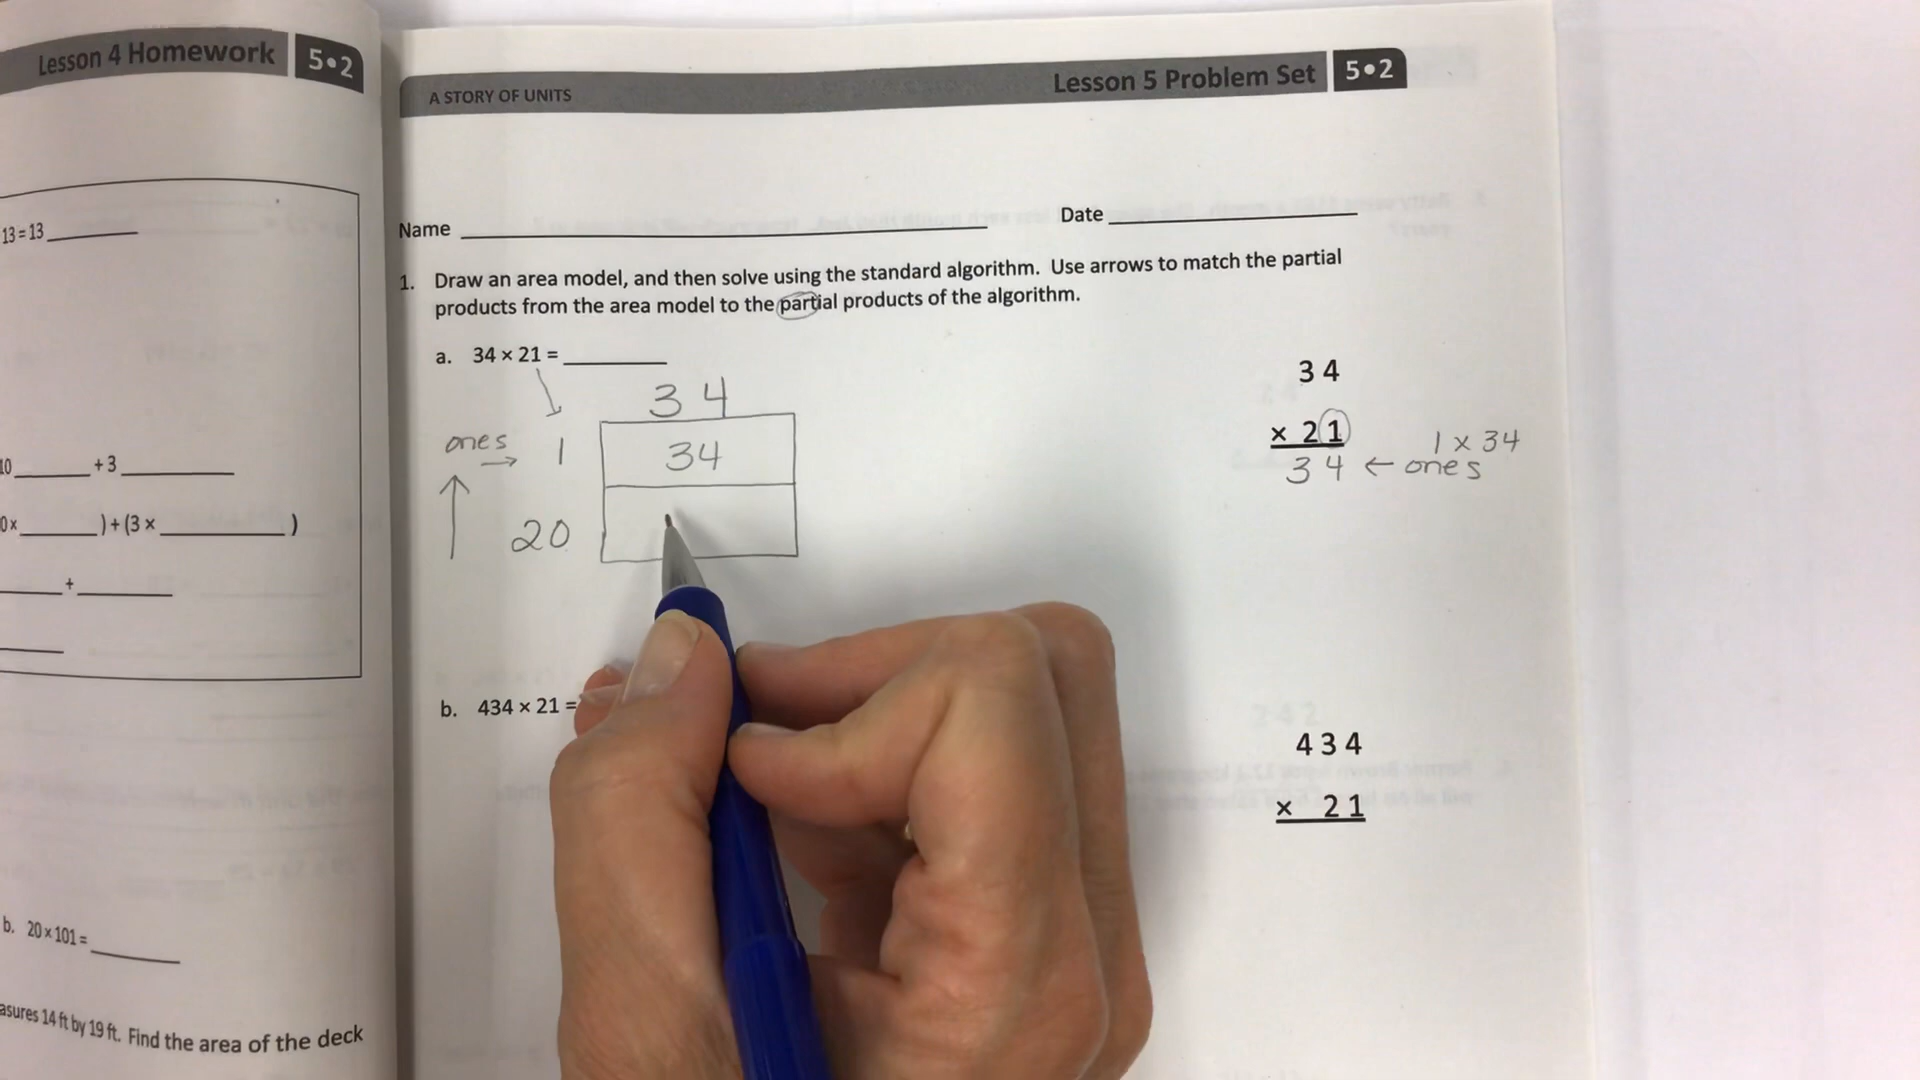 Lesson 4 Homework 5•2
13 = 13
10 + 3
0 × ) + (3 × )
+
b. 20 × 101 =
asures 14 ft by 19 ft. Find the area of the deck
A STORY OF UNITS
Lesson 5 Problem Set 5•2
Name
Date
1. Draw an area model, and then solve using the standard algorithm. Use arrows to match the partial
products from the area model to the partial products of the algorithm.
a. 34 × 21 =
34
ones → 1 34
20
34
× 21
34 ← ones
1 × 34
b. 434 × 21 =
434
× 21